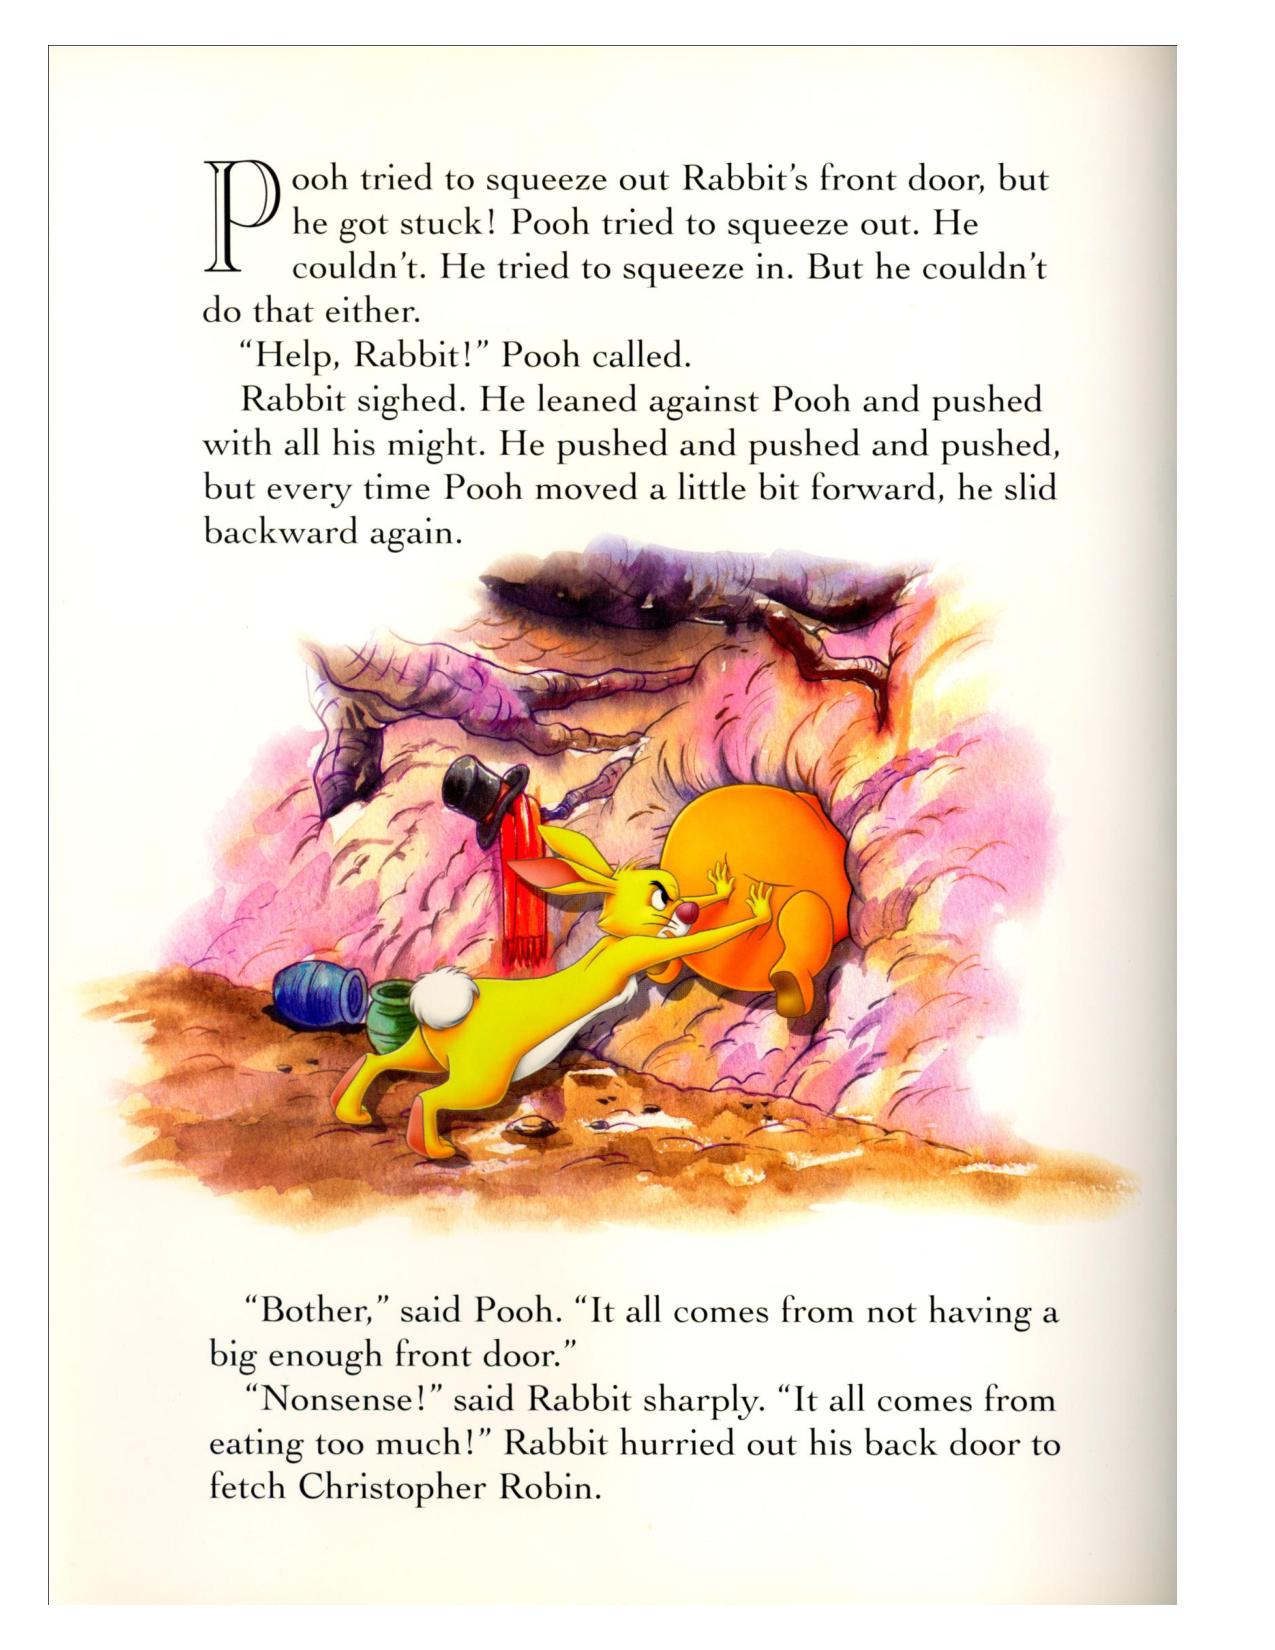 Pooh tried to squeeze out Rabbit's front door, but
he got stuck! Pooh tried to squeeze out. He
couldn't. He tried to squeeze in. But he couldn't
do that either.
“Help, Rabbit!” Pooh called.
Rabbit sighed. He leaned against Pooh and pushed
with all his might. He pushed and pushed and pushed,
but every time Pooh moved a little bit forward, he slid
backward again.
“Bother,” said Pooh. “It all comes from not having a
big enough front door.”
“Nonsense!” said Rabbit sharply. “It all comes from
eating too much!” Rabbit hurried out his back door to
fetch Christopher Robin.